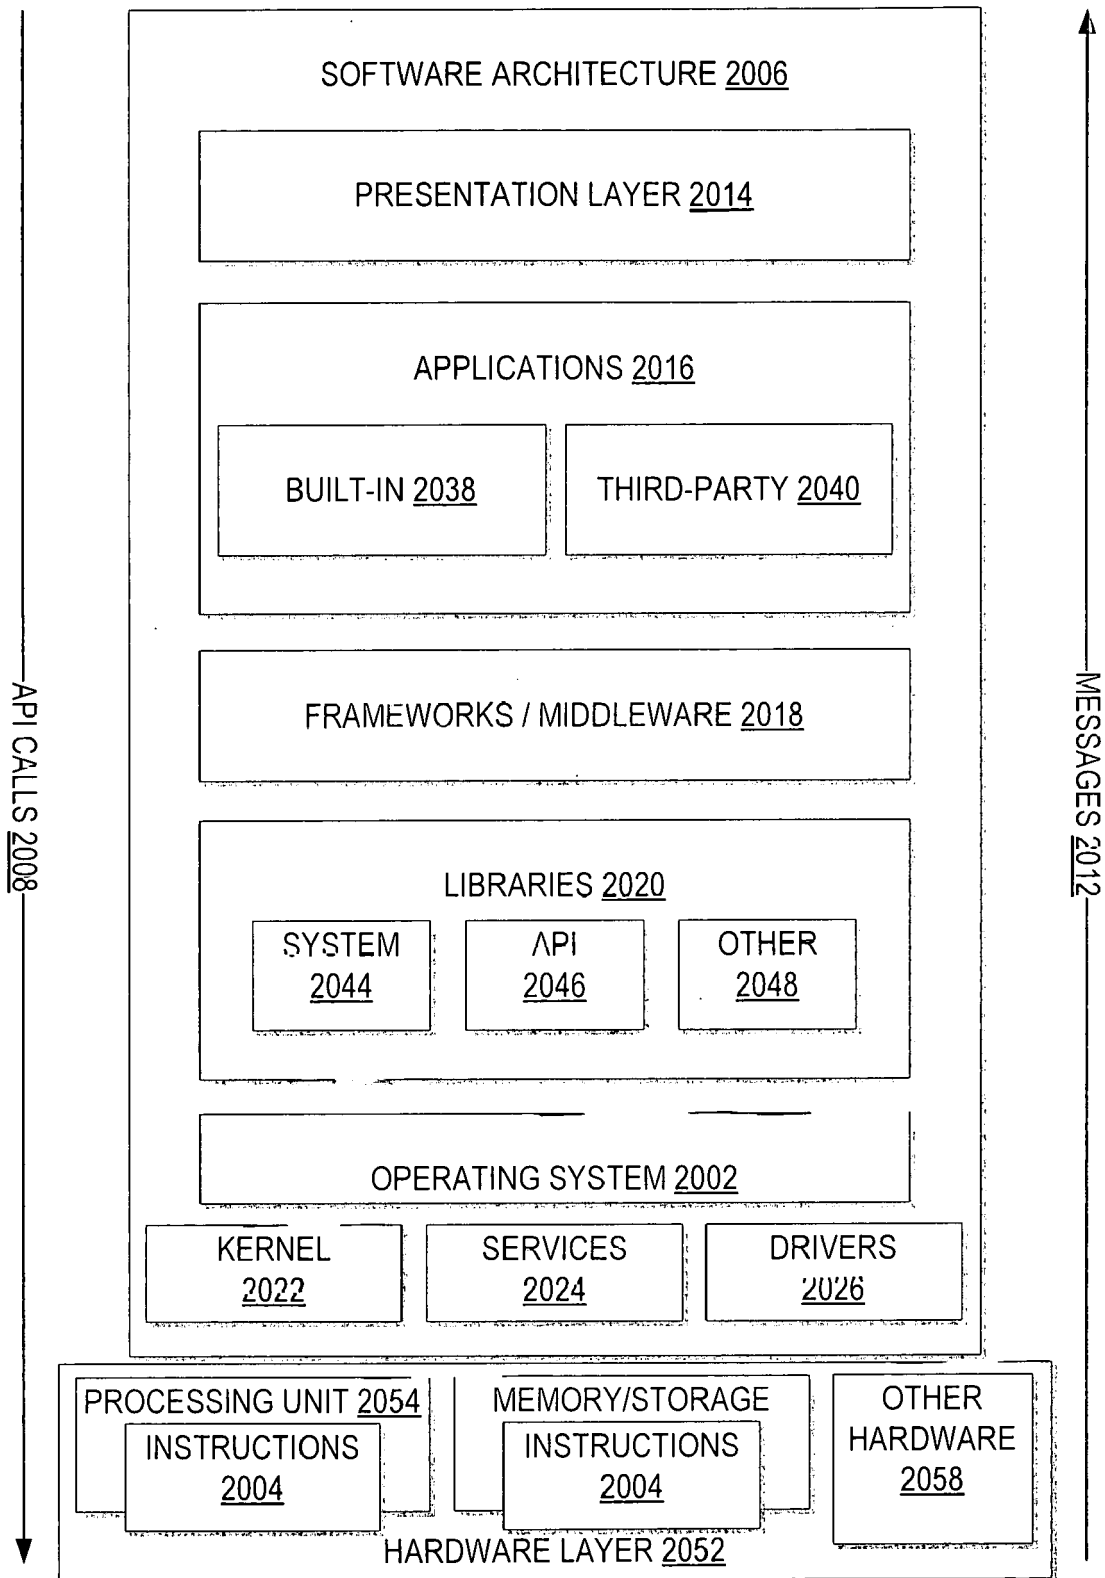 SOFTWARE ARCHITECTURE 2006
PRESENTATION LAYER 2014
APPLICATIONS 2016
BUILT-IN 2038
THIRD-PARTY 2040
FRAMEWORKS / MIDDLEWARE 2018
LIBRARIES 2020
SYSTEM
2044
API
2046
OTHER
2048
OPERATING SYSTEM 2002
KERNEL
2022
SERVICES
2024
DRIVERS
2026
PROCESSING UNIT 2054
INSTRUCTIONS
2004
MEMORY/STORAGE
INSTRUCTIONS
2004
OTHER
HARDWARE
2058
HARDWARE LAYER 2052
API CALLS 2008
MESSAGES 2012